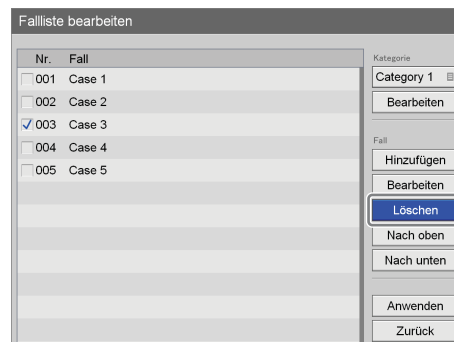 Fallliste bearbeiten
Nr. Fall
001 Case 1
002 Case 2
003 Case 3
004 Case 4
005 Case 5
Kategorie
Category 1
Bearbeiten
Fall
Hinzufügen
Bearbeiten
Löschen
Nach oben
Nach unten
Anwenden
Zurück